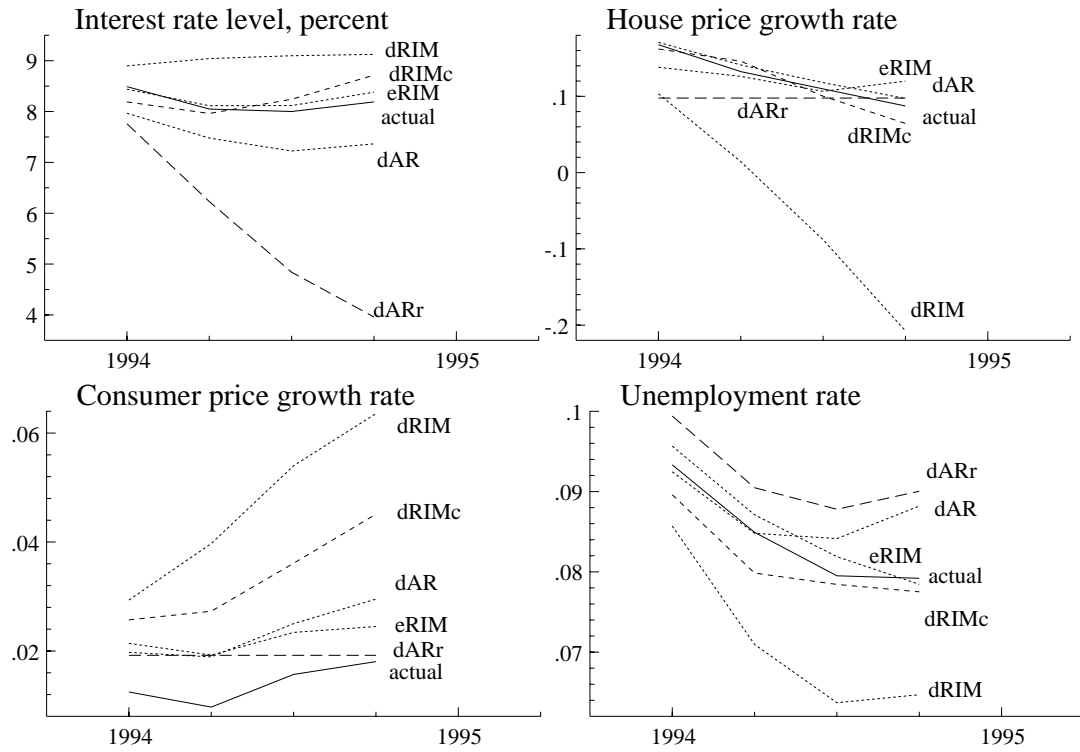 Interest rate level, percent
9
8
7
6
5
4
dRIM
dRIMc
eRIM
actual
dAR
dARr
1994
1995
House price growth rate
.1
0
-.1
-.2
eRIM
dAR
dARr
actual
dRIMc
dRIM
1994
1995
Consumer price growth rate
.06
.04
.02
dRIM
dRIMc
dAR
eRIM
dARr
actual
1994
1995
Unemployment rate
.1
.09
.08
.07
dARr
dAR
eRIM
actual
dRIMc
dRIM
1994
1995